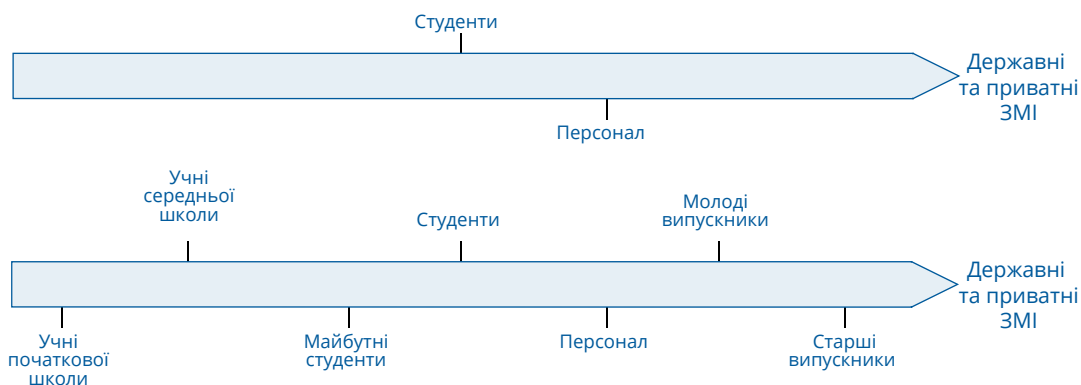 Студенти
Державні
та приватні
ЗМІ
Персонал
Учні
середньої
школи
Студенти
Молоді
випускники
Державні
та приватні
ЗМІ
Учні
початкової
школи
Майбутні
студенти
Персонал
Старші
випускники